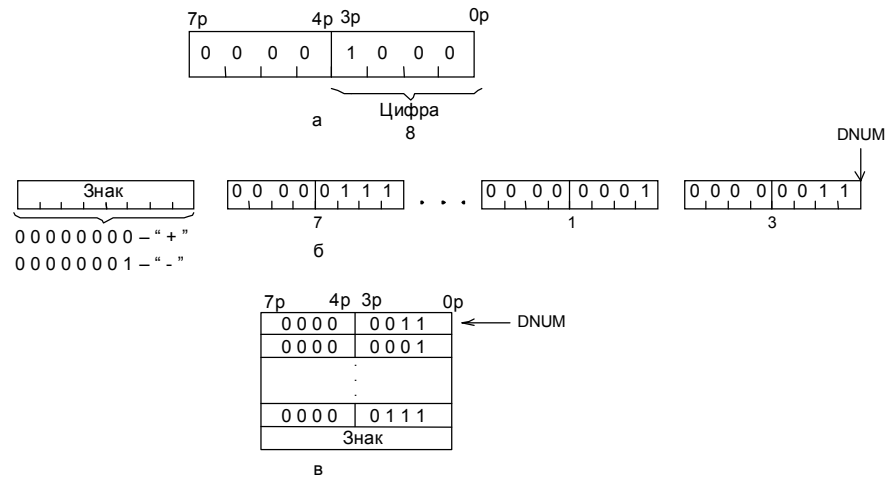 7р 4р 3р 0р
0 0 0 0 1 0 0 0
Цифра
а 8
DNUM
Знак 0 0 0 0 0 1 1 1 . . . 0 0 0 0 0 0 0 1 0 0 0 0 0 0 1 1
7 1 3
0 0 0 0 0 0 0 0 – “ + ”
б
0 0 0 0 0 0 0 1 – “ - ”
7р 4р 3р 0р
0 0 0 0 0 0 1 1 DNUM
0 0 0 0 0 0 0 1
.
.
.
0 0 0 0 0 1 1 1
Знак
в